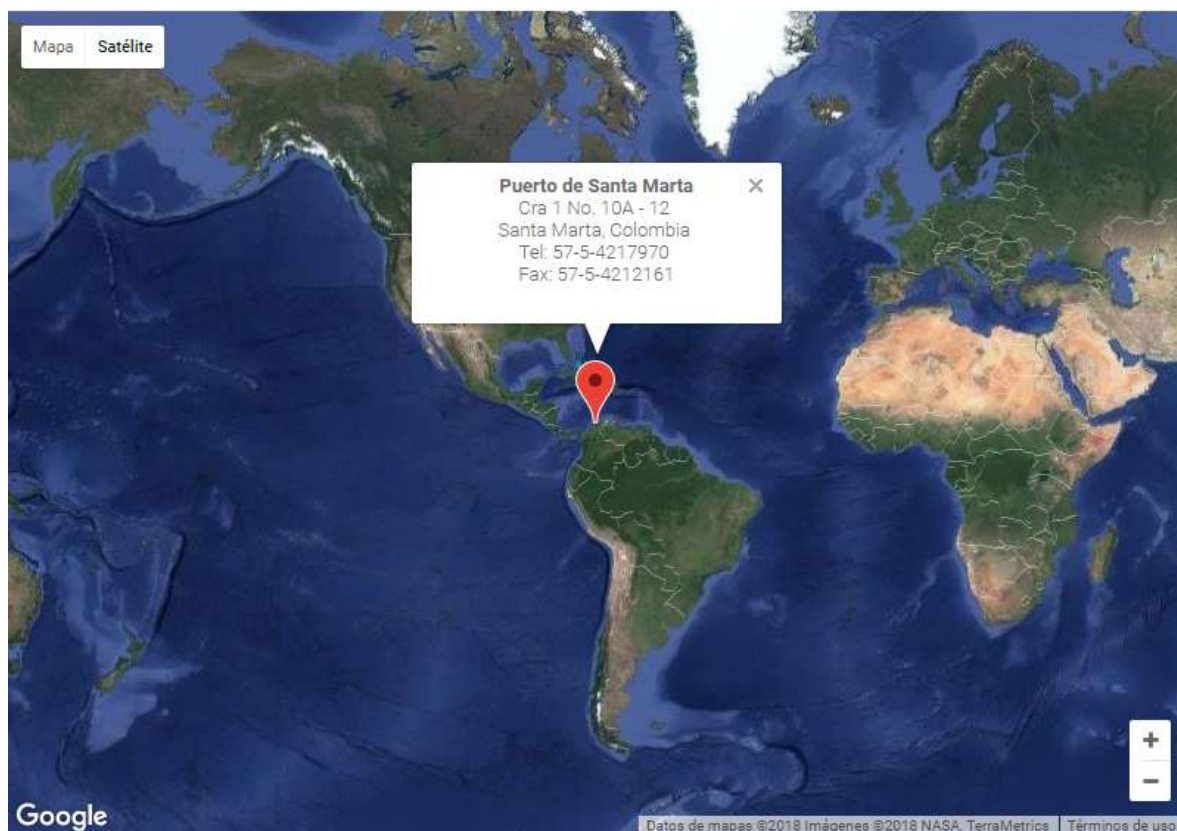 Mapa Satélite
Puerto de Santa Marta
Cra 1 No. 10A - 12
Santa Marta, Colombia
Tel: 57-5-4217970
Fax: 57-5-4212161
Google
Datos de mapas ©2018 Imágenes ©2018 NASA, TerraMetrics Términos de uso